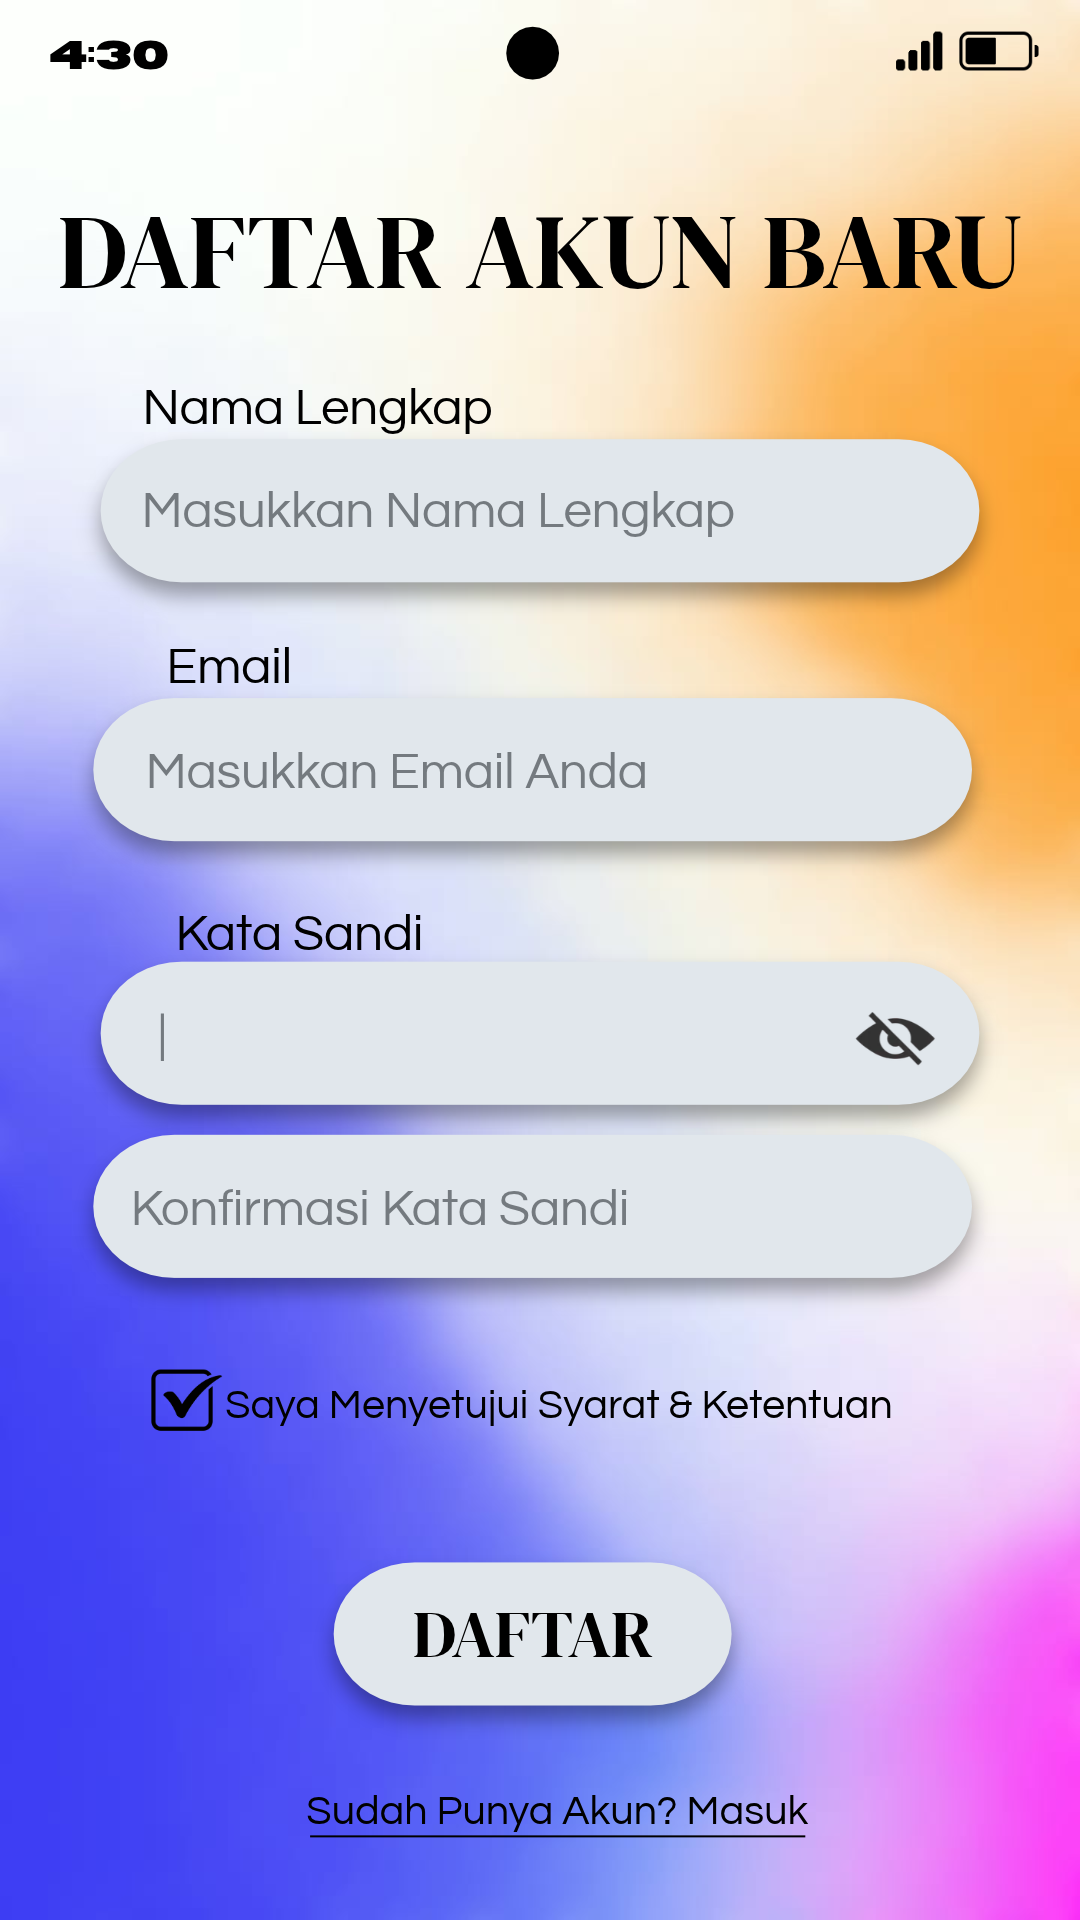 4:30
DAFTAR AKUN BARU
Nama Lengkap
Masukkan Nama Lengkap
Email
Masukkan Email Anda
Kata Sandi
Konfirmasi Kata Sandi
Saya Menyetujui Syarat & Ketentuan
DAFTAR
Sudah Punya Akun? Masuk